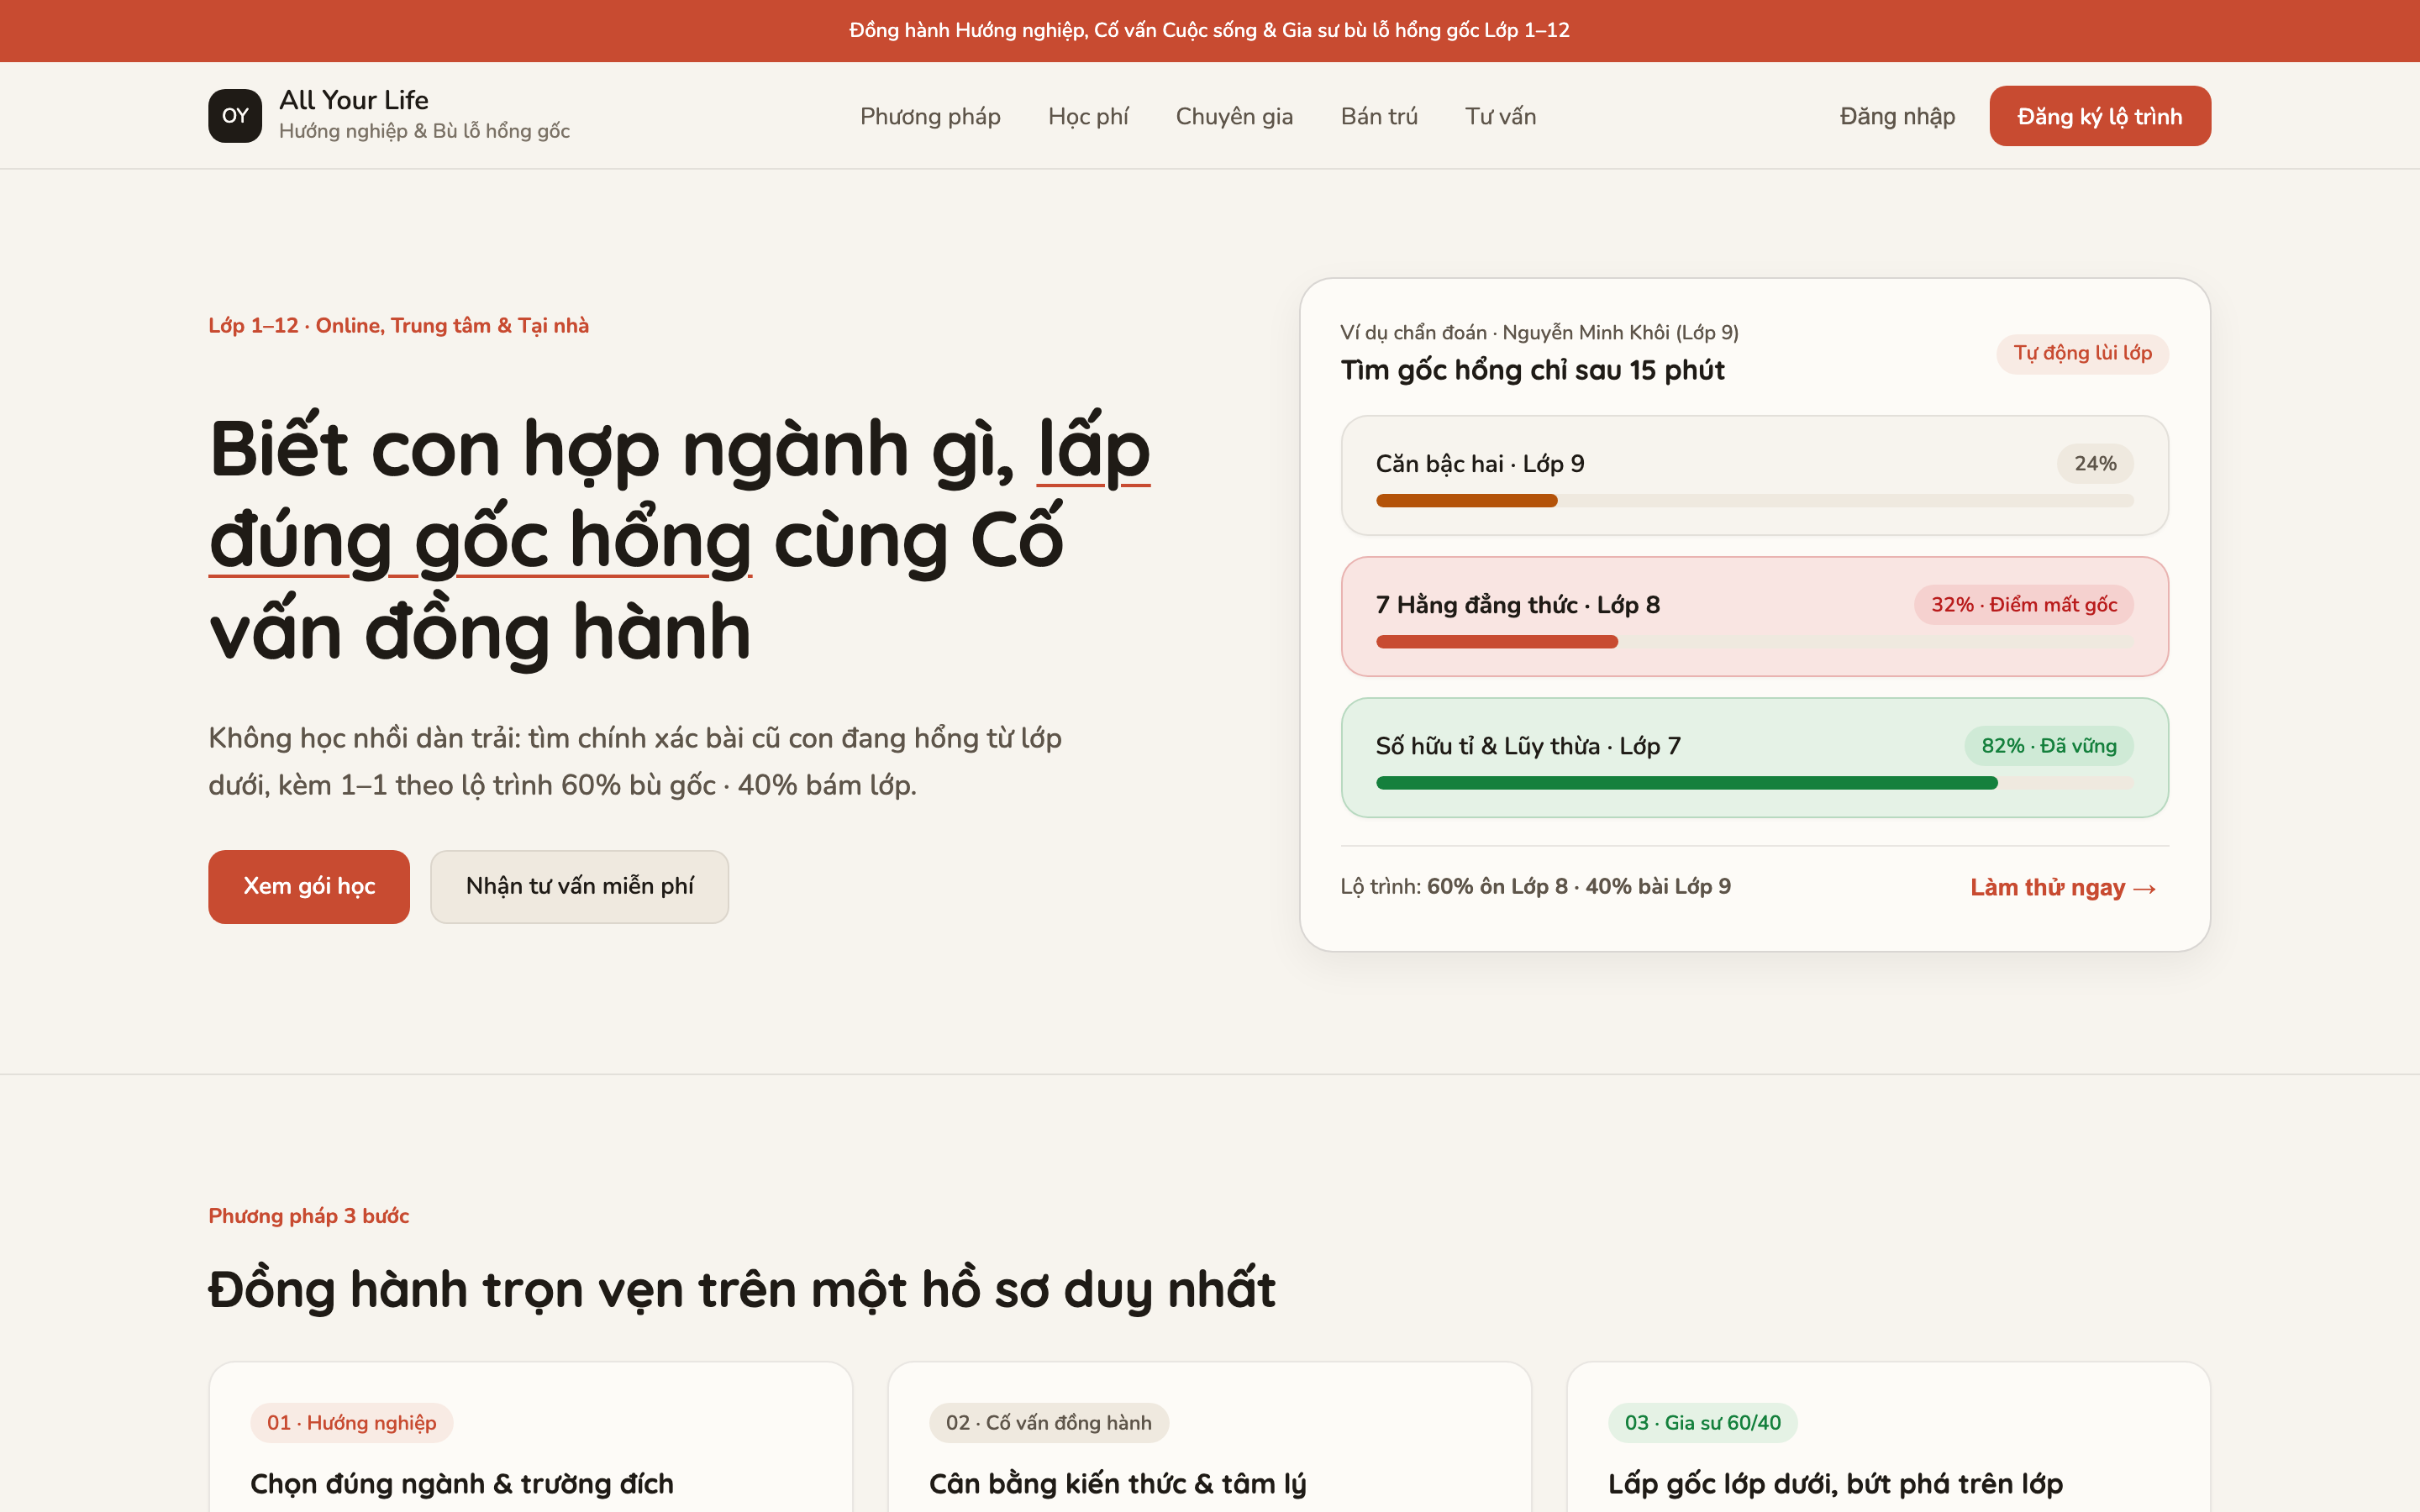 Đồng hành Hướng nghiệp, Cố vấn Cuộc sống & Gia sư bù lỗ hổng gốc Lớp 1–12
OY
All Your Life
Hướng nghiệp & Bù lỗ hổng gốc
Phương pháp
Học phí
Chuyên gia
Bán trú
Tư vấn
Đăng nhập
Đăng ký lộ trình
Lớp 1–12 · Online, Trung tâm & Tại nhà
Biết con hợp ngành gì, lấp
đúng gốc hổng cùng Cố
vấn đồng hành
Không học nhồi dàn trải: tìm chính xác bài cũ con đang hổng từ lớp
dưới, kèm 1–1 theo lộ trình 60% bù gốc · 40% bám lớp.
Xem gói học
Nhận tư vấn miễn phí
Ví dụ chẩn đoán · Nguyễn Minh Khôi (Lớp 9)
Tìm gốc hổng chỉ sau 15 phút
Tự động lùi lớp
Căn bậc hai · Lớp 9
24%
7 Hằng đẳng thức · Lớp 8
32% · Điểm mất gốc
Số hữu tỉ & Lũy thừa · Lớp 7
82% · Đã vững
Lộ trình: 60% ôn Lớp 8 · 40% bài Lớp 9
Làm thử ngay →
Phương pháp 3 bước
Đồng hành trọn vẹn trên một hồ sơ duy nhất
01 · Hướng nghiệp
Chọn đúng ngành & trường đích
02 · Cố vấn đồng hành
Cân bằng kiến thức & tâm lý
03 · Gia sư 60/40
Lấp gốc lớp dưới, bứt phá trên lớp